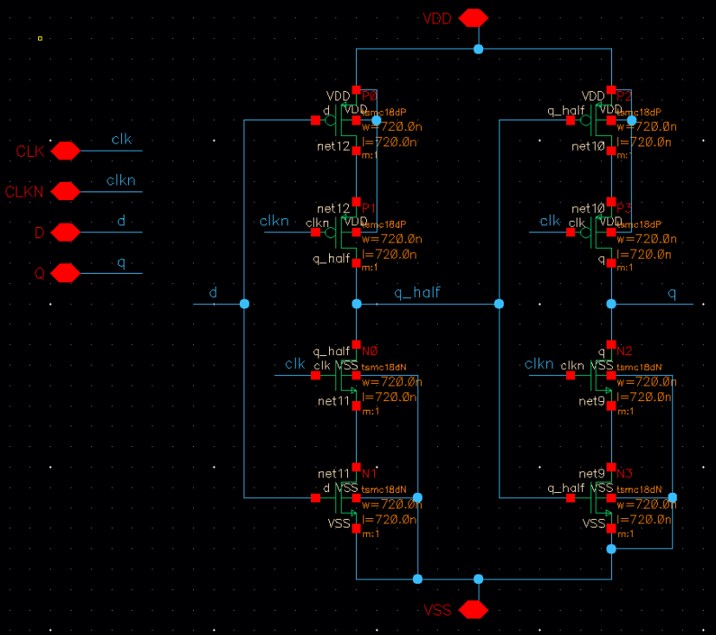 VDD
VDD P0
d VDD tsmc18dP
w=720.0n
l=720.0n
net12 m:1
VDD P2
q_half VDD tsmc18dP
w=720.0n
l=720.0n
net10 m:1
CLK clk
CLKN clkn
D d
Q q
net12 P1
clkn clkn VDD tsmc18dP
w=720.0n
l=720.0n
q_half m:1
net10 P3
clk clk VDD tsmc18dP
w=720.0n
l=720.0n
q m:1
d q_half q
q_half N0
clk clk VSS tsmc18dN
w=720.0n
l=720.0n
net11 m:1
q N2
clkn clkn VSS tsmc18dN
w=720.0n
l=720.0n
net9 m:1
net11 N1
d VSS tsmc18dN
w=720.0n
l=720.0n
VSS m:1
net9 N3
q_half VSS tsmc18dN
w=720.0n
l=720.0n
VSS m:1
VSS